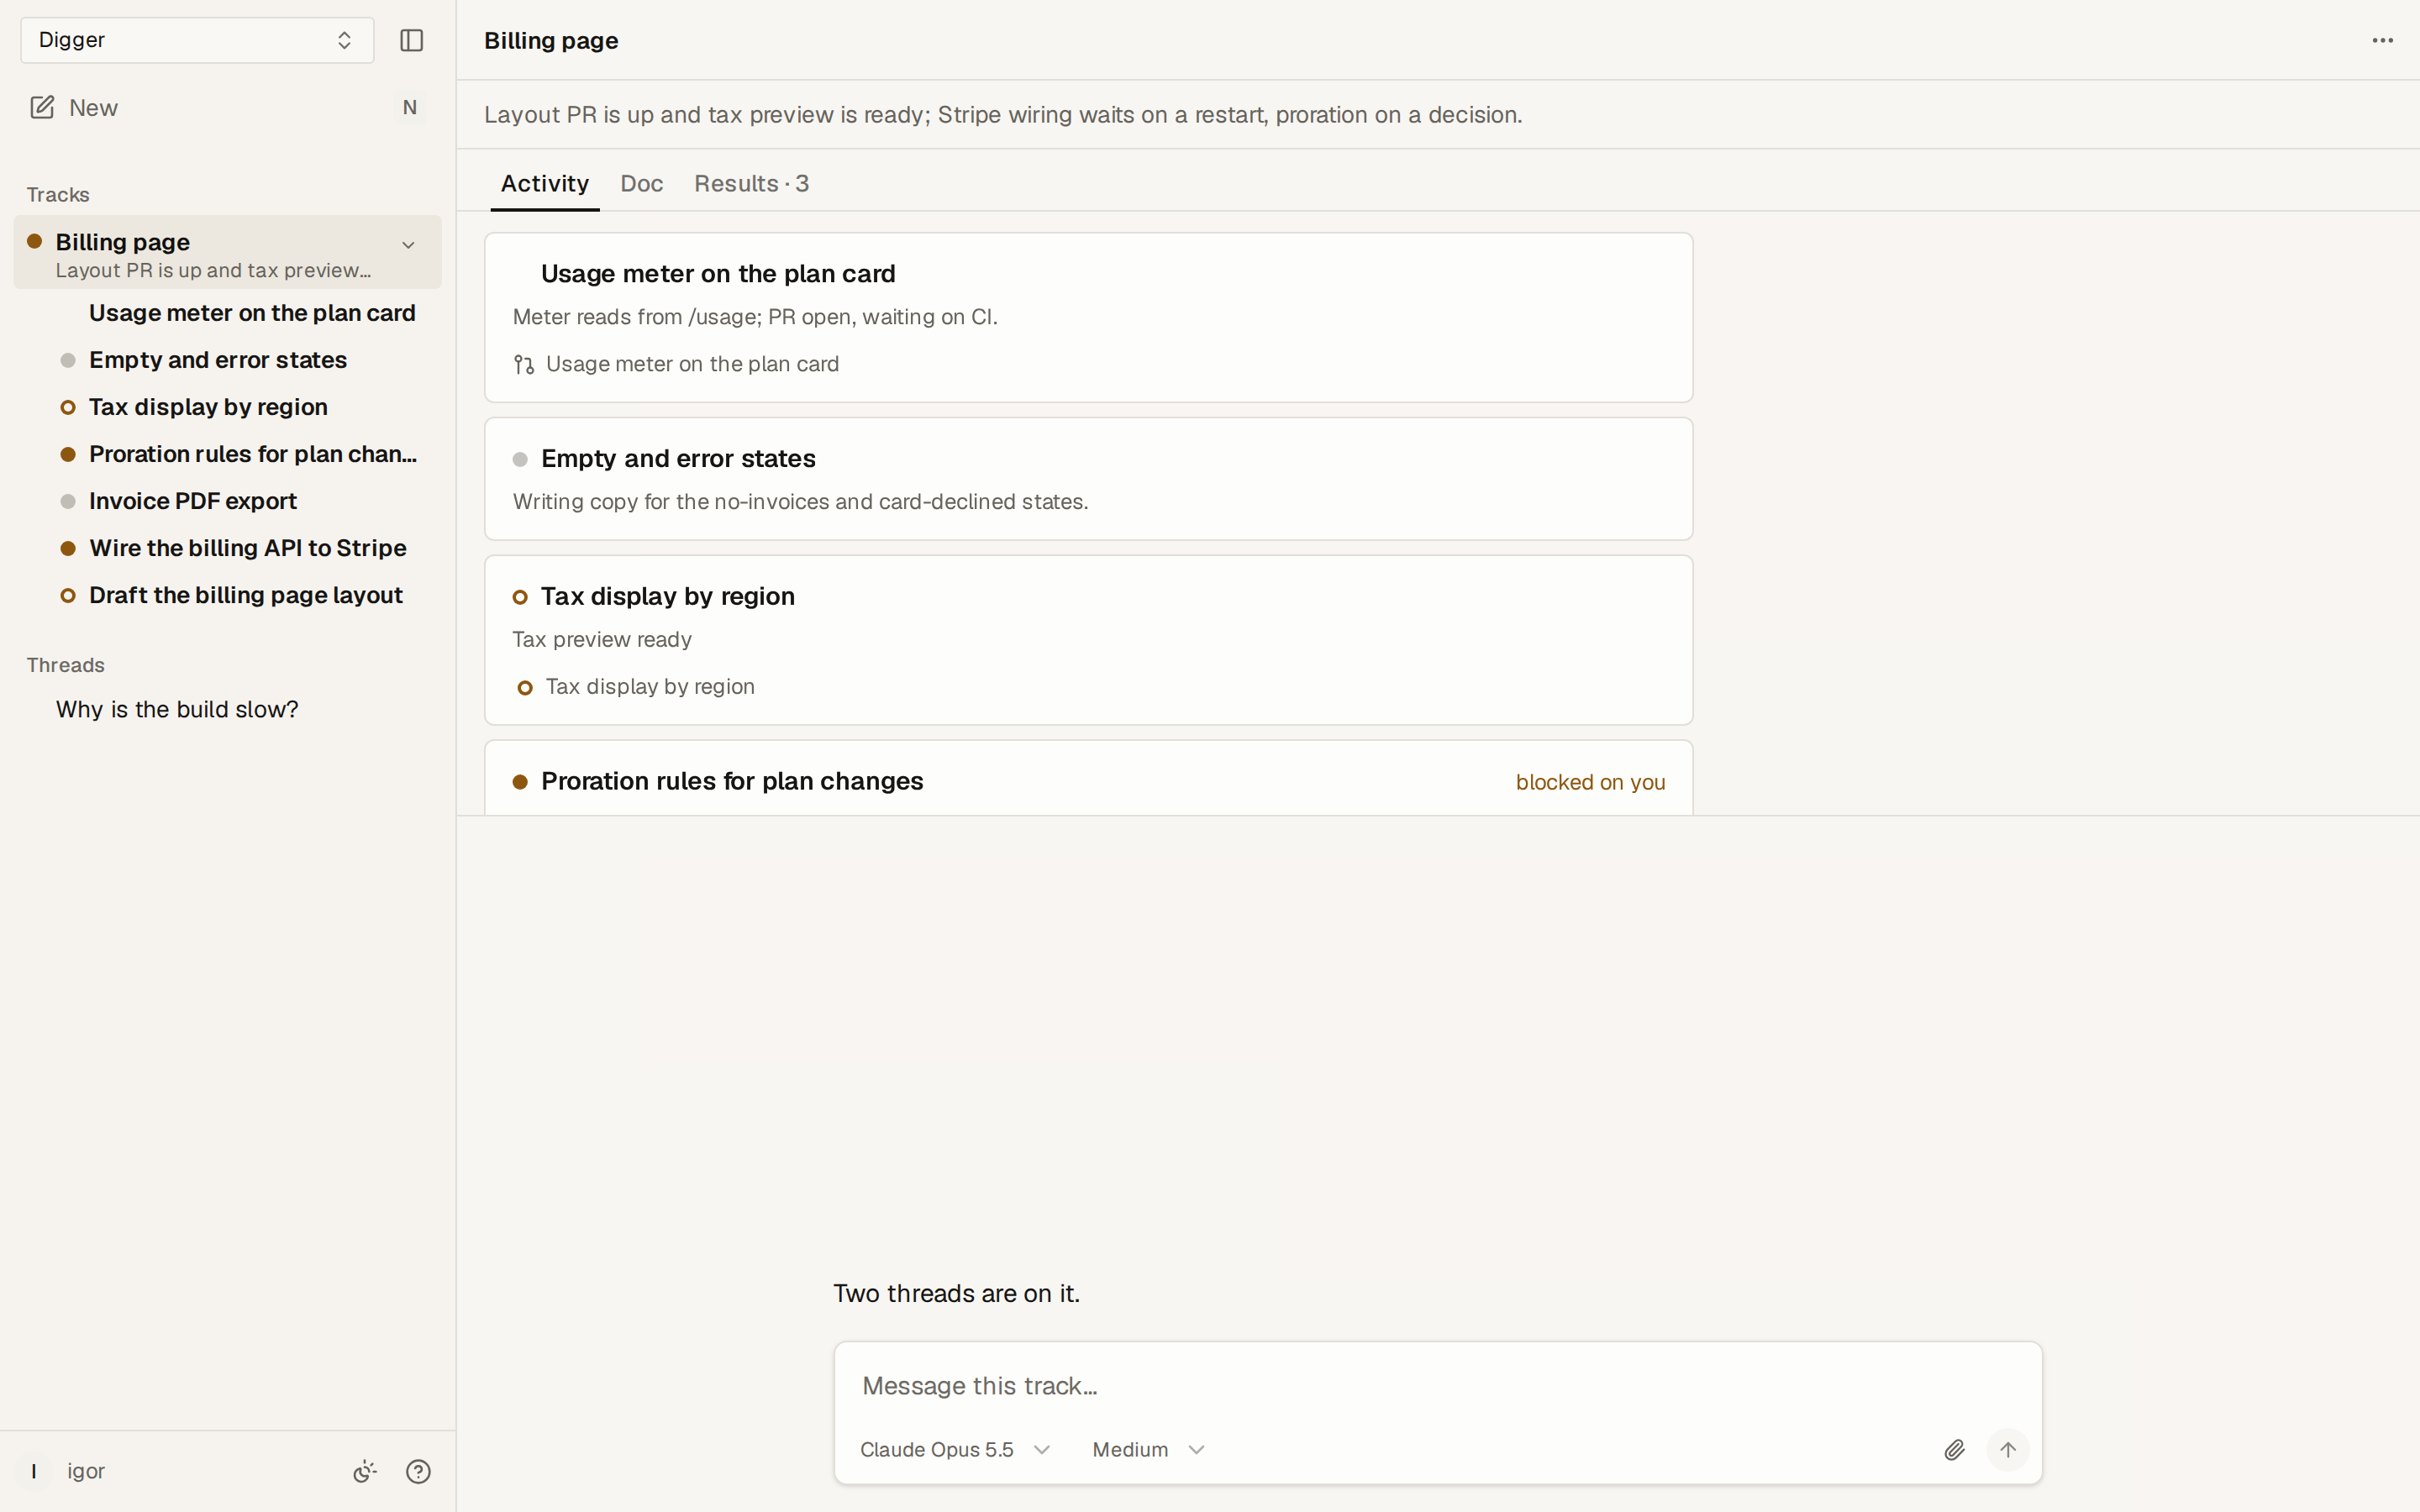 Digger
New
N
Tracks
Billing page
Layout PR is up and tax preview...
Usage meter on the plan card
Empty and error states
Tax display by region
Proration rules for plan chan...
Invoice PDF export
Wire the billing API to Stripe
Draft the billing page layout
Threads
Why is the build slow?
I
igor
Billing page
Layout PR is up and tax preview is ready; Stripe wiring waits on a restart, proration on a decision.
Activity
Doc
Results · 3
Usage meter on the plan card
Meter reads from /usage; PR open, waiting on CI.
Usage meter on the plan card
Empty and error states
Writing copy for the no-invoices and card-declined states.
Tax display by region
Tax preview ready
Tax display by region
Proration rules for plan changes
blocked on you
Two threads are on it.
Message this track...
Claude Opus 5.5
Medium